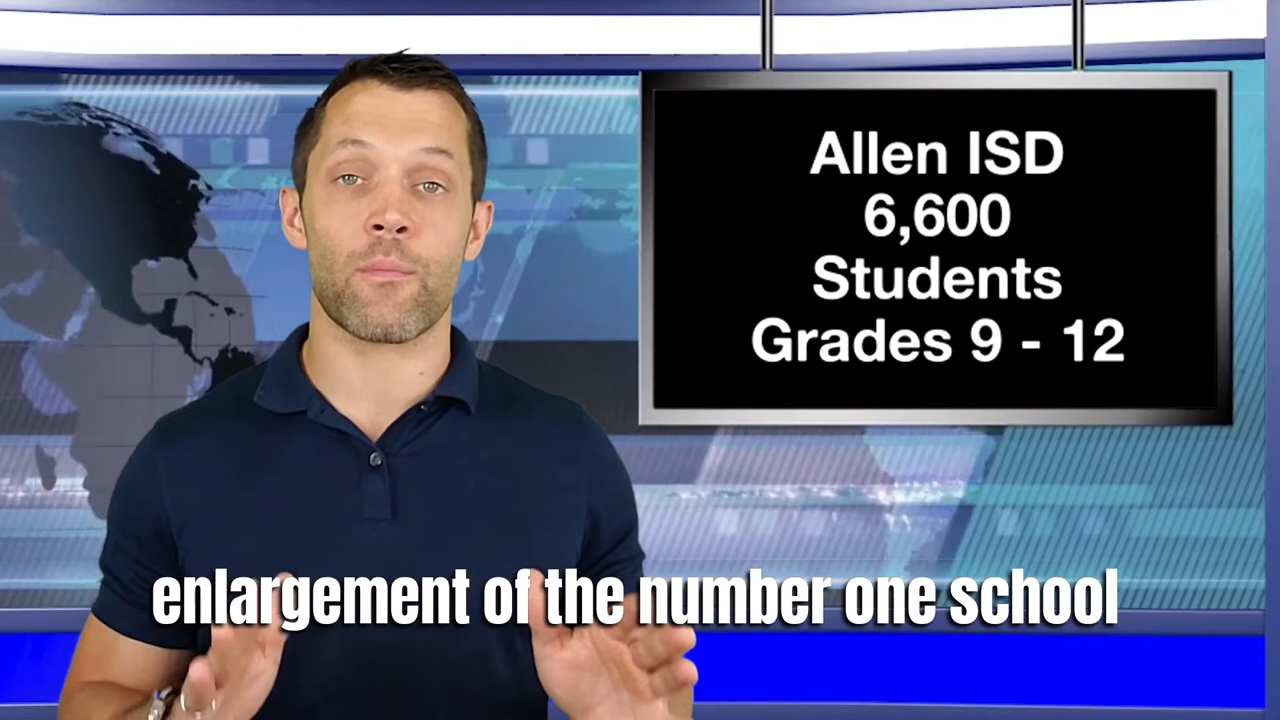 Allen ISD
6,600
Students
Grades 9 - 12
enlargement of the number one school